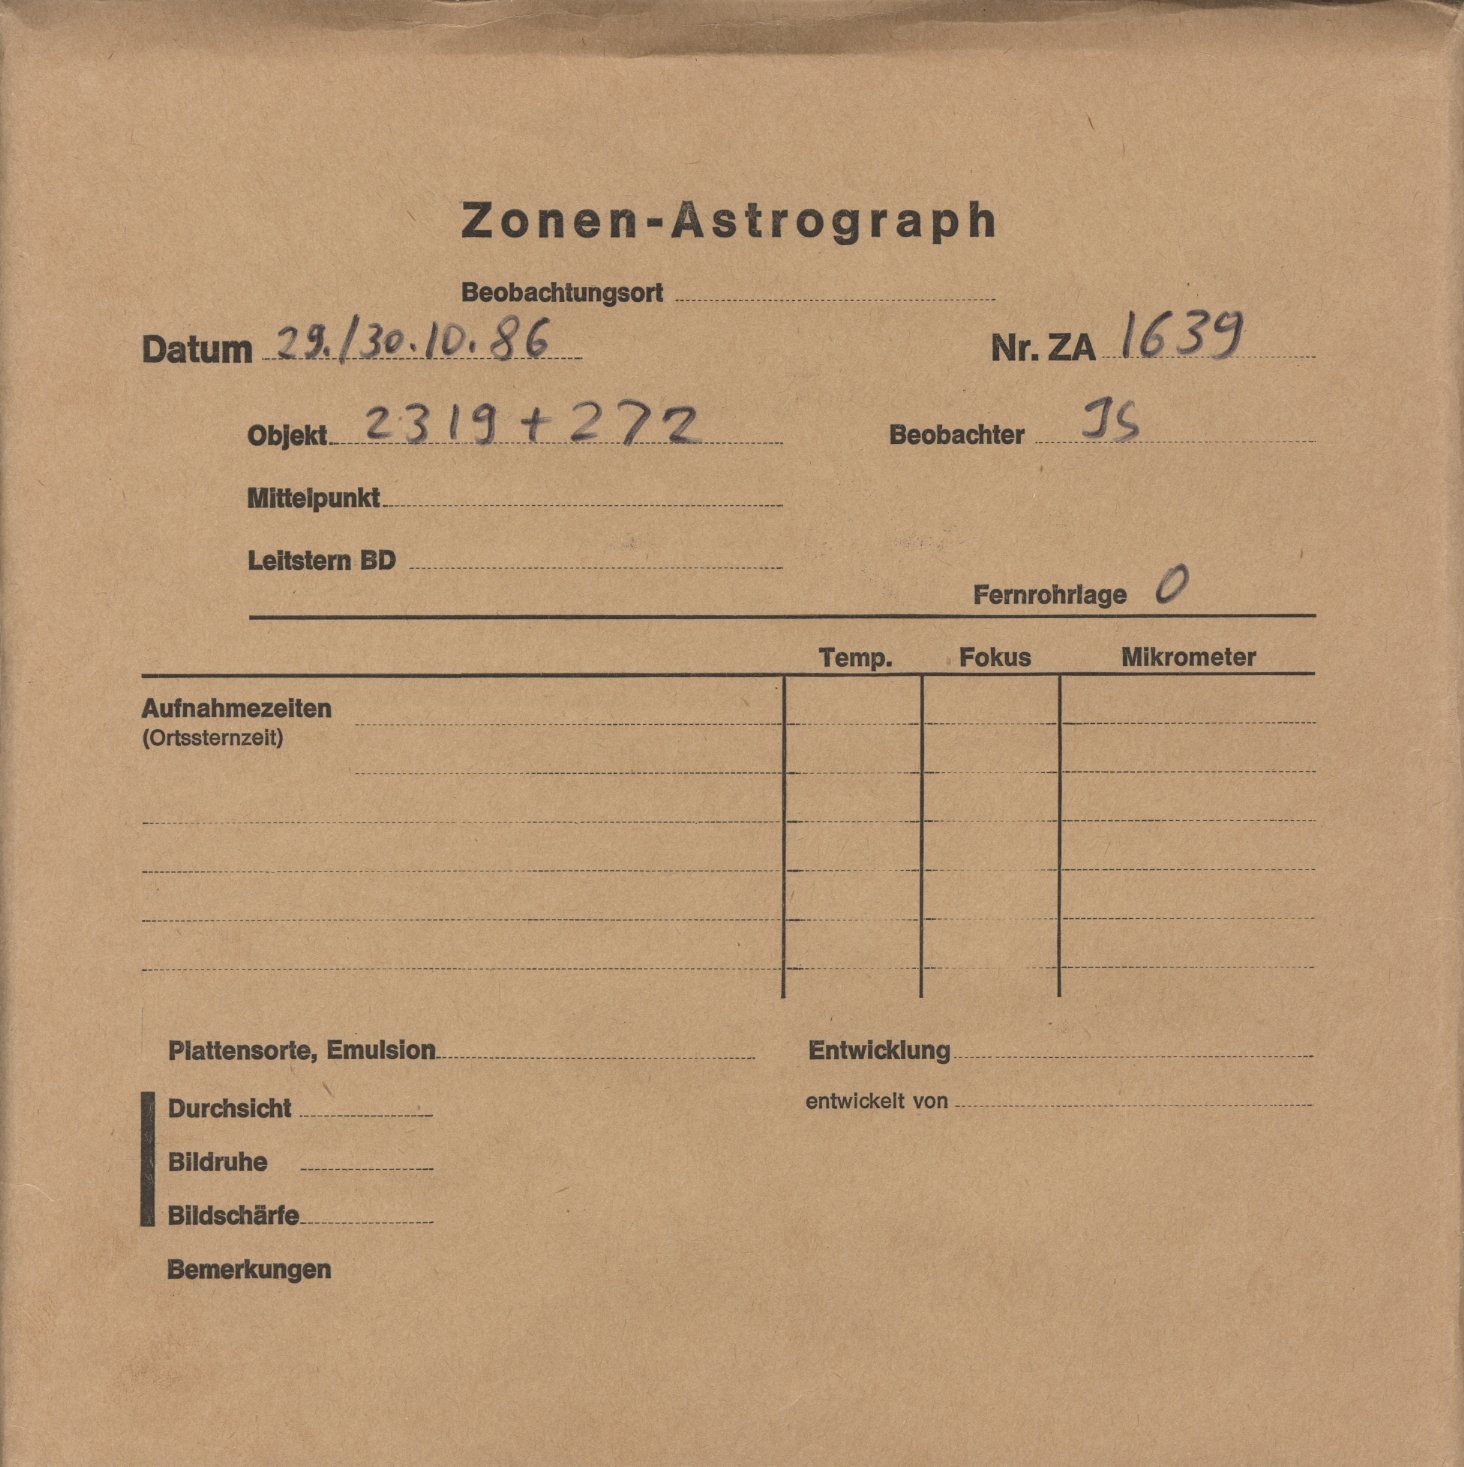 Zonen-Astrograph
Beobachtungsort
Datum 29./30.10.86 Nr. ZA 1639
Objekt 2319+272 Beobachter JS
Mittelpunkt
Leitstern BD
Fernrohrlage O
Temp. Fokus Mikrometer
Aufnahmezeiten
(Ortssternzeit)
Plattensorte, Emulsion Entwicklung
Durchsicht entwickelt von
Bildruhe
Bildschärfe
Bemerkungen